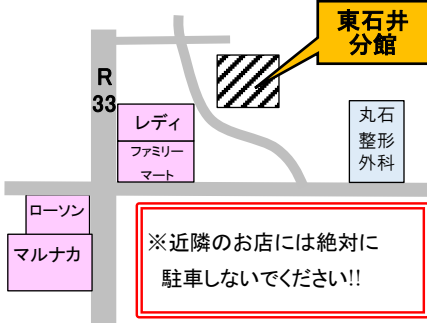 東石井
分館
R
33
レディ
ファミリー
マート
丸石
整形
外科
ローソン
マルナカ
※近隣のお店には絶対に
駐車しないでください!!